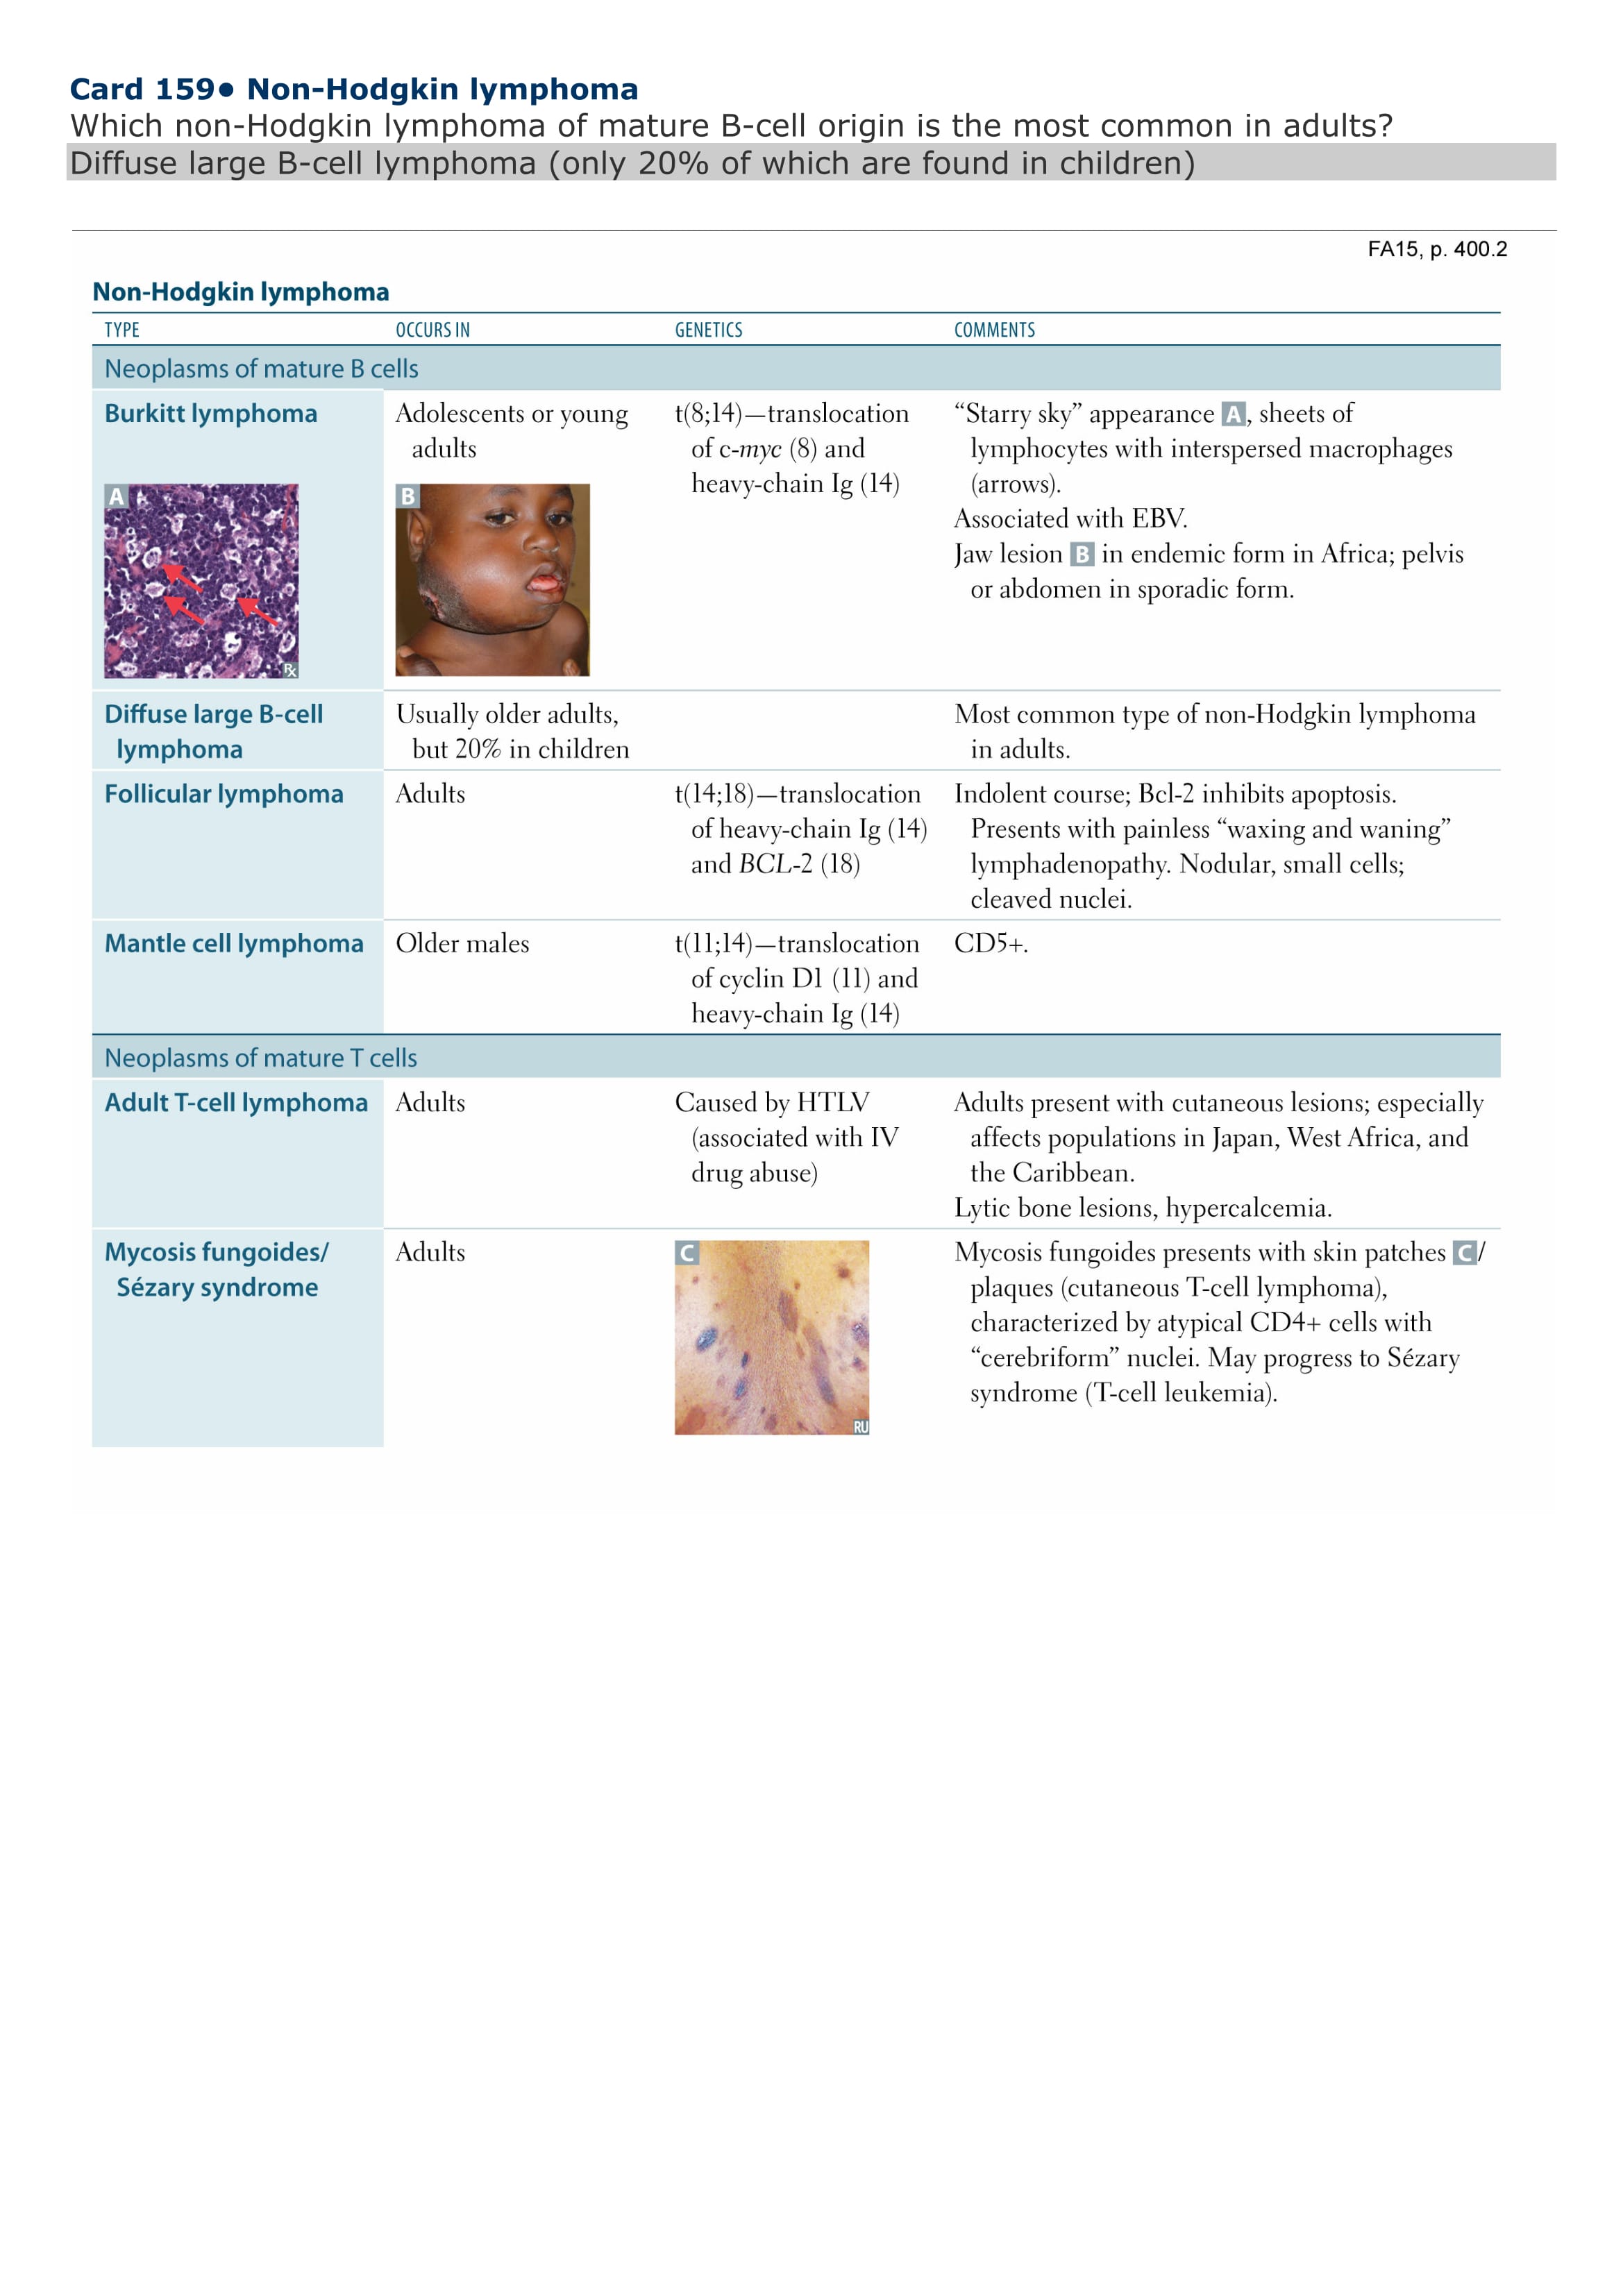 Card 159• Non-Hodgkin lymphoma
Which non-Hodgkin lymphoma of mature B-cell origin is the most common in adults?
Diffuse large B-cell lymphoma (only 20% of which are found in children)
FA15, p. 400.2
Non-Hodgkin lymphoma
TYPE OCCURS IN GENETICS COMMENTS
Neoplasms of mature B cells
Burkitt lymphoma
Adolescents or young
adults
t(8;14)—translocation
of c-myc (8) and
heavy-chain Ig (14)
“Starry sky” appearance A, sheets of
lymphocytes with interspersed macrophages
(arrows).
Associated with EBV.
Jaw lesion B in endemic form in Africa; pelvis
or abdomen in sporadic form.
A
Rx
B
Diffuse large B-cell
lymphoma
Usually older adults,
but 20% in children
Most common type of non-Hodgkin lymphoma
in adults.
Follicular lymphoma
Adults
t(14;18)—translocation
of heavy-chain Ig (14)
and BCL-2 (18)
Indolent course; Bcl-2 inhibits apoptosis.
Presents with painless “waxing and waning”
lymphadenopathy. Nodular, small cells;
cleaved nuclei.
Mantle cell lymphoma
Older males
t(11;14)—translocation
of cyclin D1 (11) and
heavy-chain Ig (14)
CD5+.
Neoplasms of mature T cells
Adult T-cell lymphoma
Adults
Caused by HTLV
(associated with IV
drug abuse)
Adults present with cutaneous lesions; especially
affects populations in Japan, West Africa, and
the Caribbean.
Lytic bone lesions, hypercalcemia.
Mycosis fungoides/
Sézary syndrome
Adults
C
RU
Mycosis fungoides presents with skin patches C/
plaques (cutaneous T-cell lymphoma),
characterized by atypical CD4+ cells with
“cerebriform” nuclei. May progress to Sézary
syndrome (T-cell leukemia).